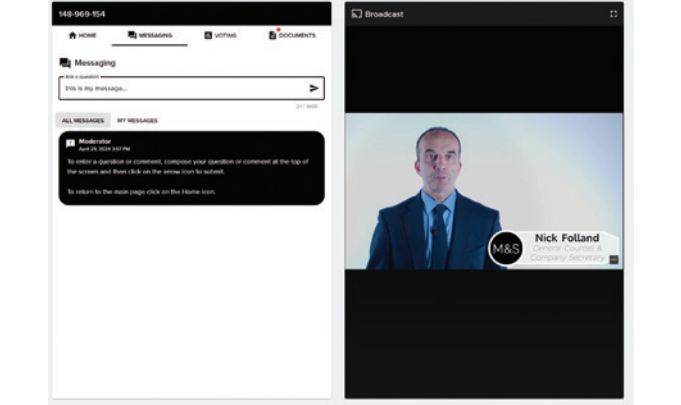 148-969-154
HOME
MESSAGING
VOTING
DOCUMENTS
Messaging
Ask a question
this is my message...
ALL MESSAGES
MY MESSAGES
Moderator
April 29, 2024 3:57 PM
To enter a question or comment, compose your question or comment at the top of
the screen and then click on the arrow icon to submit.
To return to the main page click on the Home icon.
Broadcast
M&S
Nick Folland
General Counsel &
Company Secretary